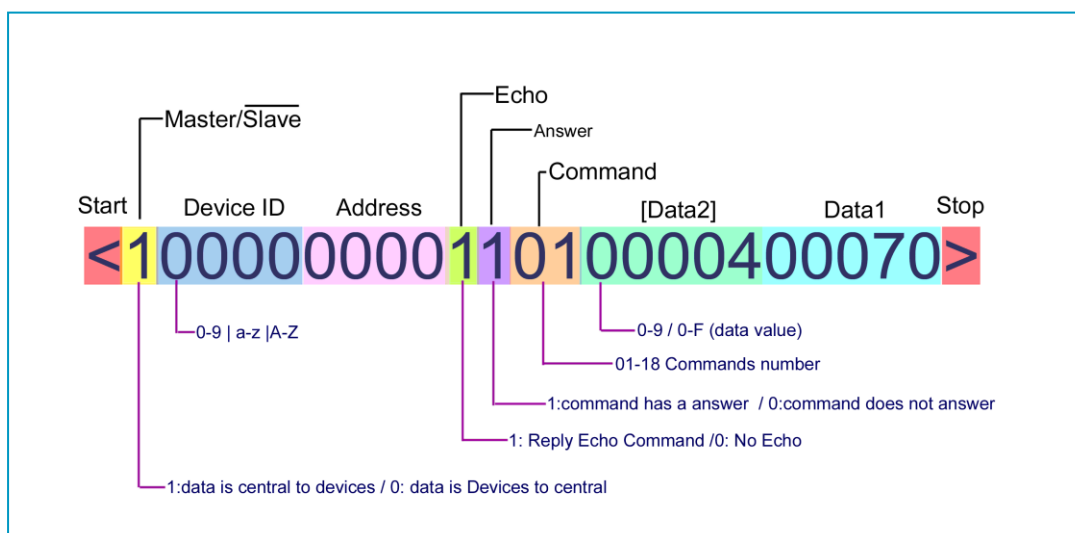 Echo
Master/Slave
Answer
Command
Start Device ID Address [Data2] Data1 Stop
<1000000001101000040​0070>
0-9 | a-z |A-Z
0-9 / 0-F (data value)
01-18 Commands number
1:command has a answer / 0:command does not answer
1: Reply Echo Command /0: No Echo
1:data is central to devices / 0: data is Devices to central